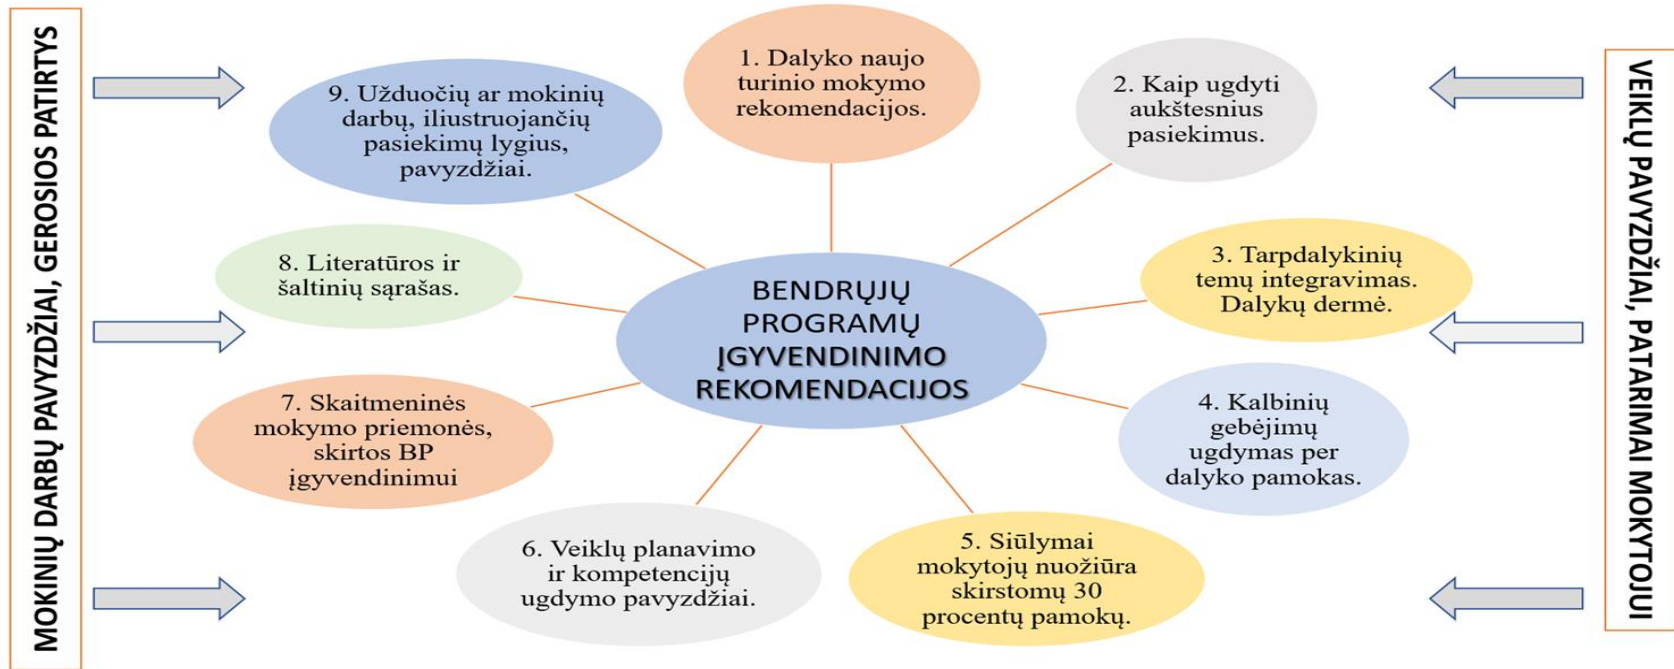 MOKINIŲ DARBŲ PAVYZDŽIAI, GEROSIOS PATIRTYS
1. Dalyko naujo
turinio mokymo
rekomendacijos.
2. Kaip ugdyti
aukštesnius
pasiekimus.
3. Tarpdalykinių
temų integravimas.
Dalykų dermė.
4. Kalbinių
gebėjimų
ugdymas per
dalyko pamokas.
5. Siūlymai
mokytojų nuožiūra
skirstomų 30
procentų pamokų.
6. Veiklų planavimo
ir kompetencijų
ugdymo pavyzdžiai.
7. Skaitmeninės
mokymo priemonės,
skirtos BP
įgyvendinimui
8. Literatūros ir
šaltinių sąrašas.
9. Užduočių ar mokinių
darbų, iliustruojančių
pasiekimų lygius,
pavyzdžiai.
BENDRŲJŲ
PROGRAMŲ
ĮGYVENDINIMO
REKOMENDACIJOS
VEIKLŲ PAVYZDŽIAI, PATARIMAI MOKYTOJUI